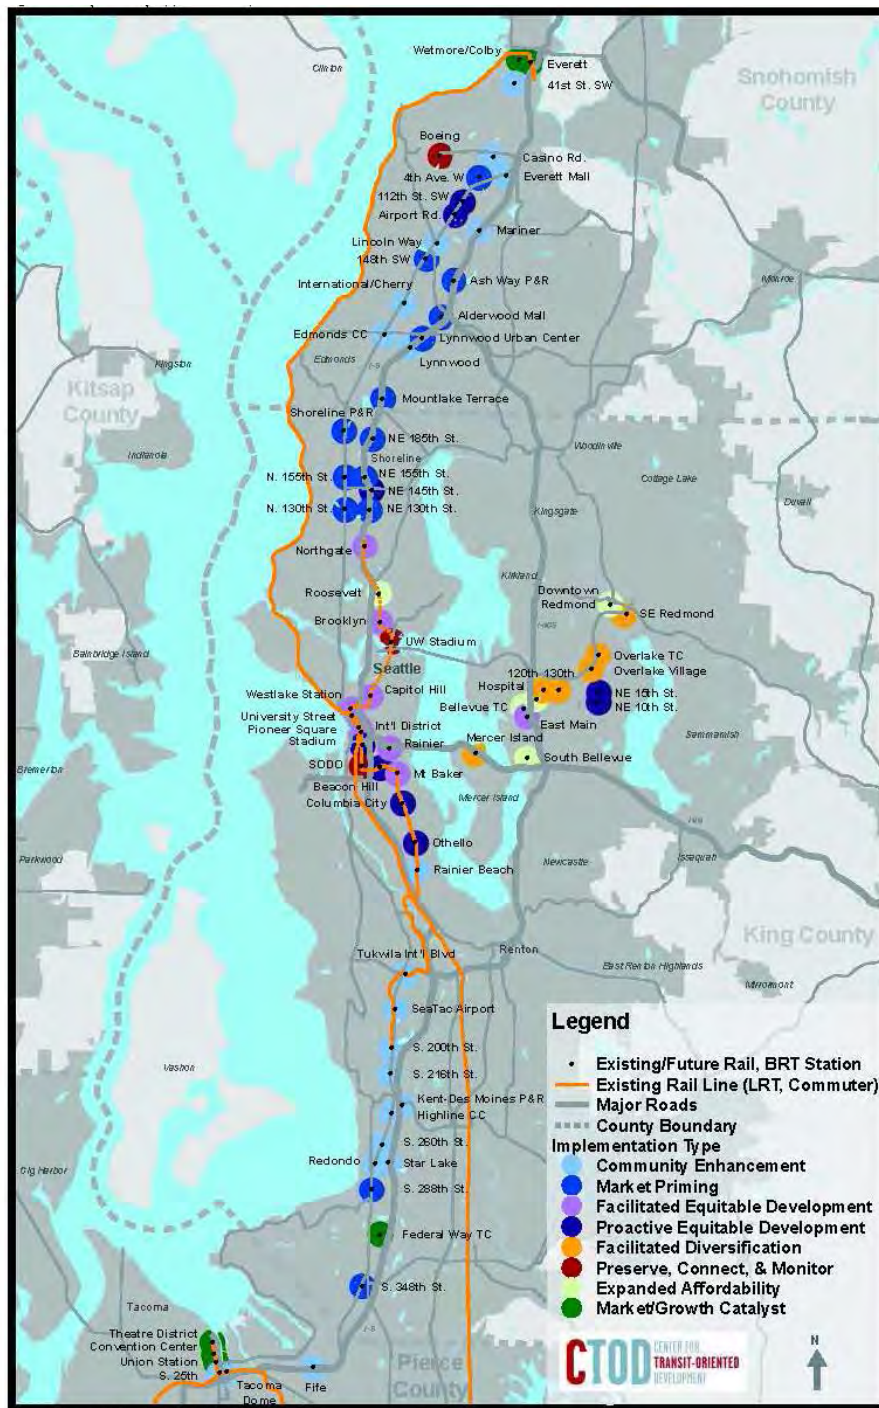 Wetmore/Colby
Everett
41st St. SW
Clinton
Snohomish
County
Boeing
Casino Rd.
4th Ave. W
Everett Mall
112th St. SW
Airport Rd.
Mariner
Lincoln Way
148th SW
International/Cherry
Ash Way P&R
Monroe
Alderwood Mall
Edmonds CC
Lynnwood Urban Center
Edmonds
I-5
Lynnwood
Kingston
Kitsap
County
Mountlake Terrace
Shoreline P&R
NE 185th St.
Indianola
Shoreline
Woodinville
N. 155th St.
NE 155th St.
Cottage Lake
NE 145th St.
Duvall
N. 130th St.
NE 130th St.
Kingsgate
Northgate
Kirkland
Roosevelt
Downtown
Redmond
SE Redmond
Brooklyn
I-405
UW Stadium
Bainbridge Island
Seattle
Overlake TC
Overlake Village
120th
130th
Hospital
NE 15th St.
Westlake Station
Capitol Hill
Bellevue TC
NE 10th St.
University Street
Int'l District
East Main
Pioneer Square
Stadium
Rainier
Mercer Island
Sammamish
SODO
South Bellevue
Bremerton
Beacon Hill
Mt Baker
Columbia City
Mercer Island
I-90
Othello
Parkwood
Newcastle
Issaquah
Rainier Beach
King County
Tukwila Int'l Blvd
Renton
East Renton Highlands
Mirrormont
SeaTac Airport
S. 200th St.
Vashon
S. 216th St.
Kent-Des Moines P&R
Highline CC
S. 260th St.
Gig Harbor
Redondo
Star Lake
S. 288th St.
Federal Way TC
S. 348th St.
Tacoma
I-5
Theatre District
Convention Center
Union Station
S. 25th
Tacoma
Dome
Fife
Pierce
County
Legend
Existing/Future Rail, BRT Station
Existing Rail Line (LRT, Commuter)
Major Roads
County Boundary
Implementation Type
Community Enhancement
Market Priming
Facilitated Equitable Development
Proactive Equitable Development
Facilitated Diversification
Preserve, Connect, & Monitor
Expanded Affordability
Market/Growth Catalyst
CTOD
CENTER FOR
TRANSIT-ORIENTED
DEVELOPMENT
N